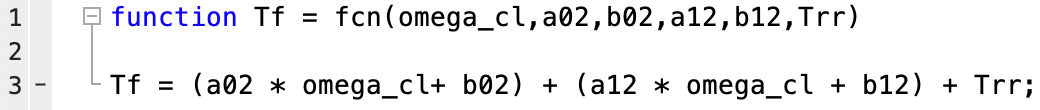 1 function Tf = fcn(omega_cl,a02,b02,a12,b12,Trr)
2
3 - Tf = (a02 * omega_cl+ b02) + (a12 * omega_cl + b12) + Trr;